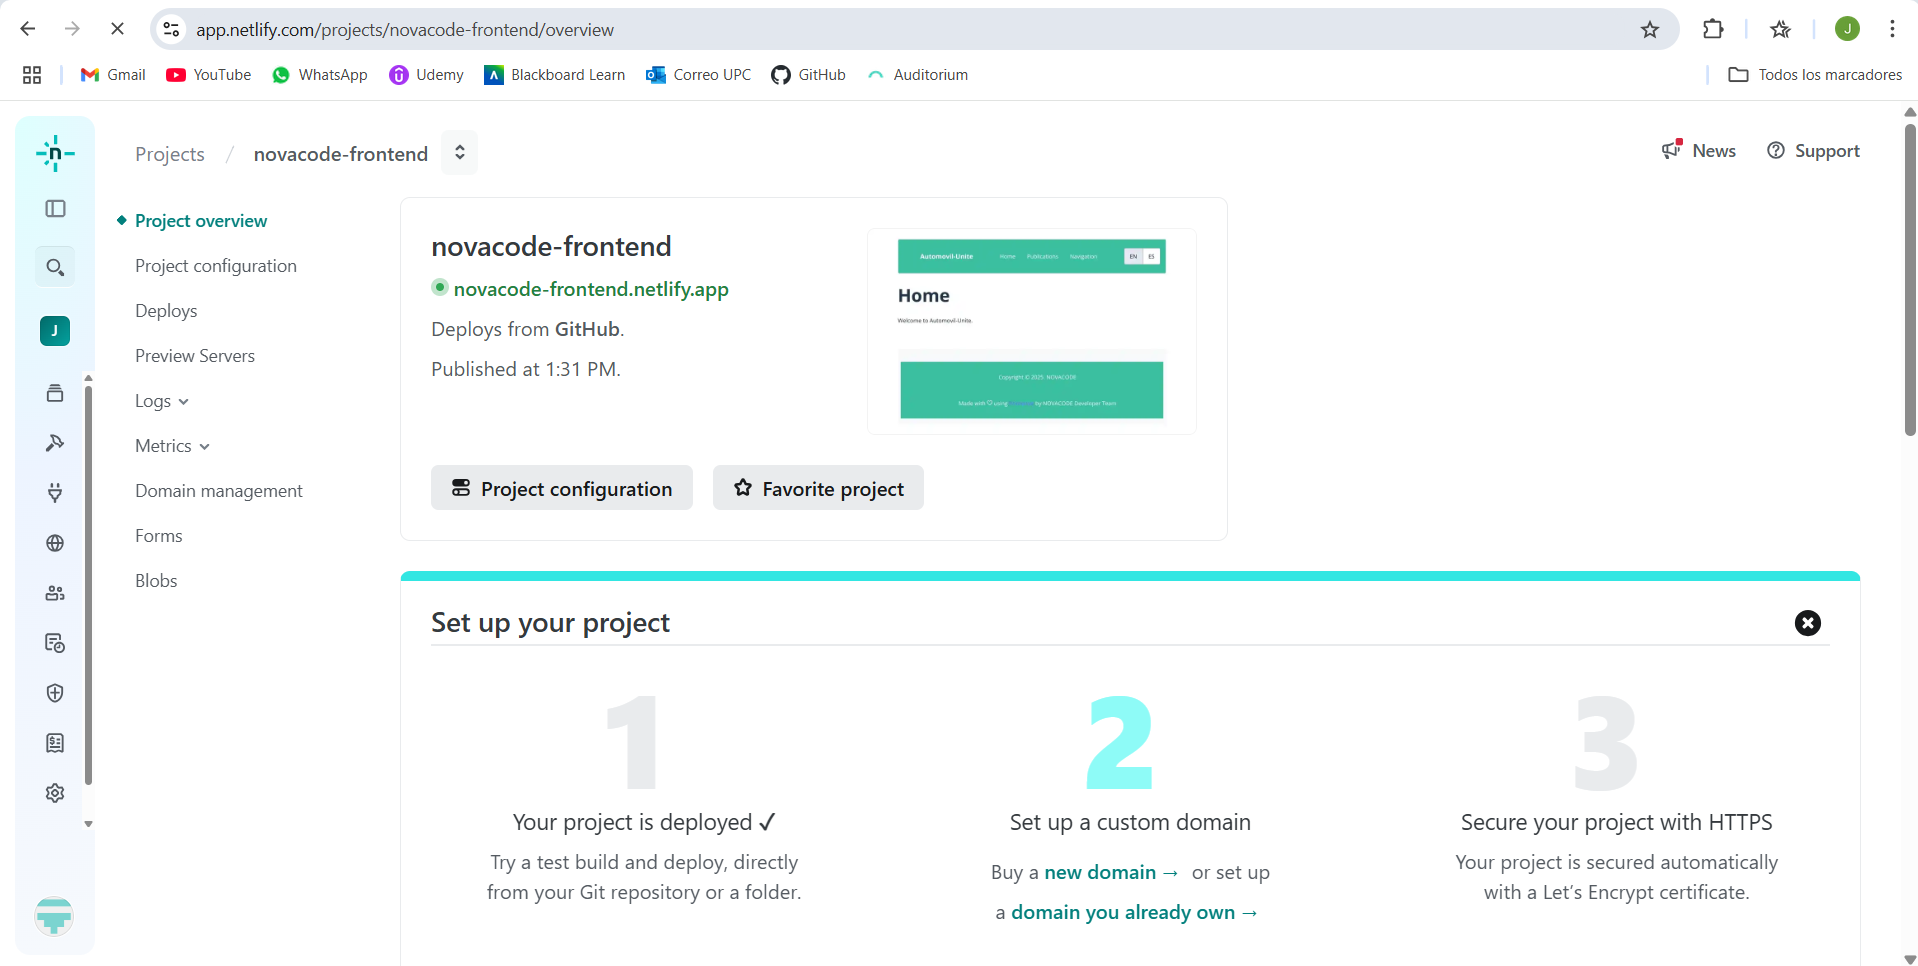 app.netlify.com/projects/novacode-frontend/overview
J
Gmail
YouTube
WhatsApp
Udemy
Blackboard Learn
Correo UPC
GitHub
Auditorium
Todos los marcadores
n
Projects / novacode-frontend
News
Support
J
Project overview
Project configuration
Deploys
Preview Servers
Logs
Metrics
Domain management
Forms
Blobs
novacode-frontend
novacode-frontend.netlify.app
Deploys from GitHub.
Published at 1:31 PM.
Automovil-Unite
Home
Publications
Navigation
EN
ES
Home
Welcome to Automovil-Unite.
Copyright © 2025. NOVACODE
Made with ♡ using by NOVACODE Developer Team
Project configuration
Favorite project
Set up your project
1
Your project is deployed ✓
Try a test build and deploy, directly
from your Git repository or a folder.
2
Set up a custom domain
Buy a new domain → or set up
a domain you already own →
3
Secure your project with HTTPS
Your project is secured automatically
with a Let’s Encrypt certificate.